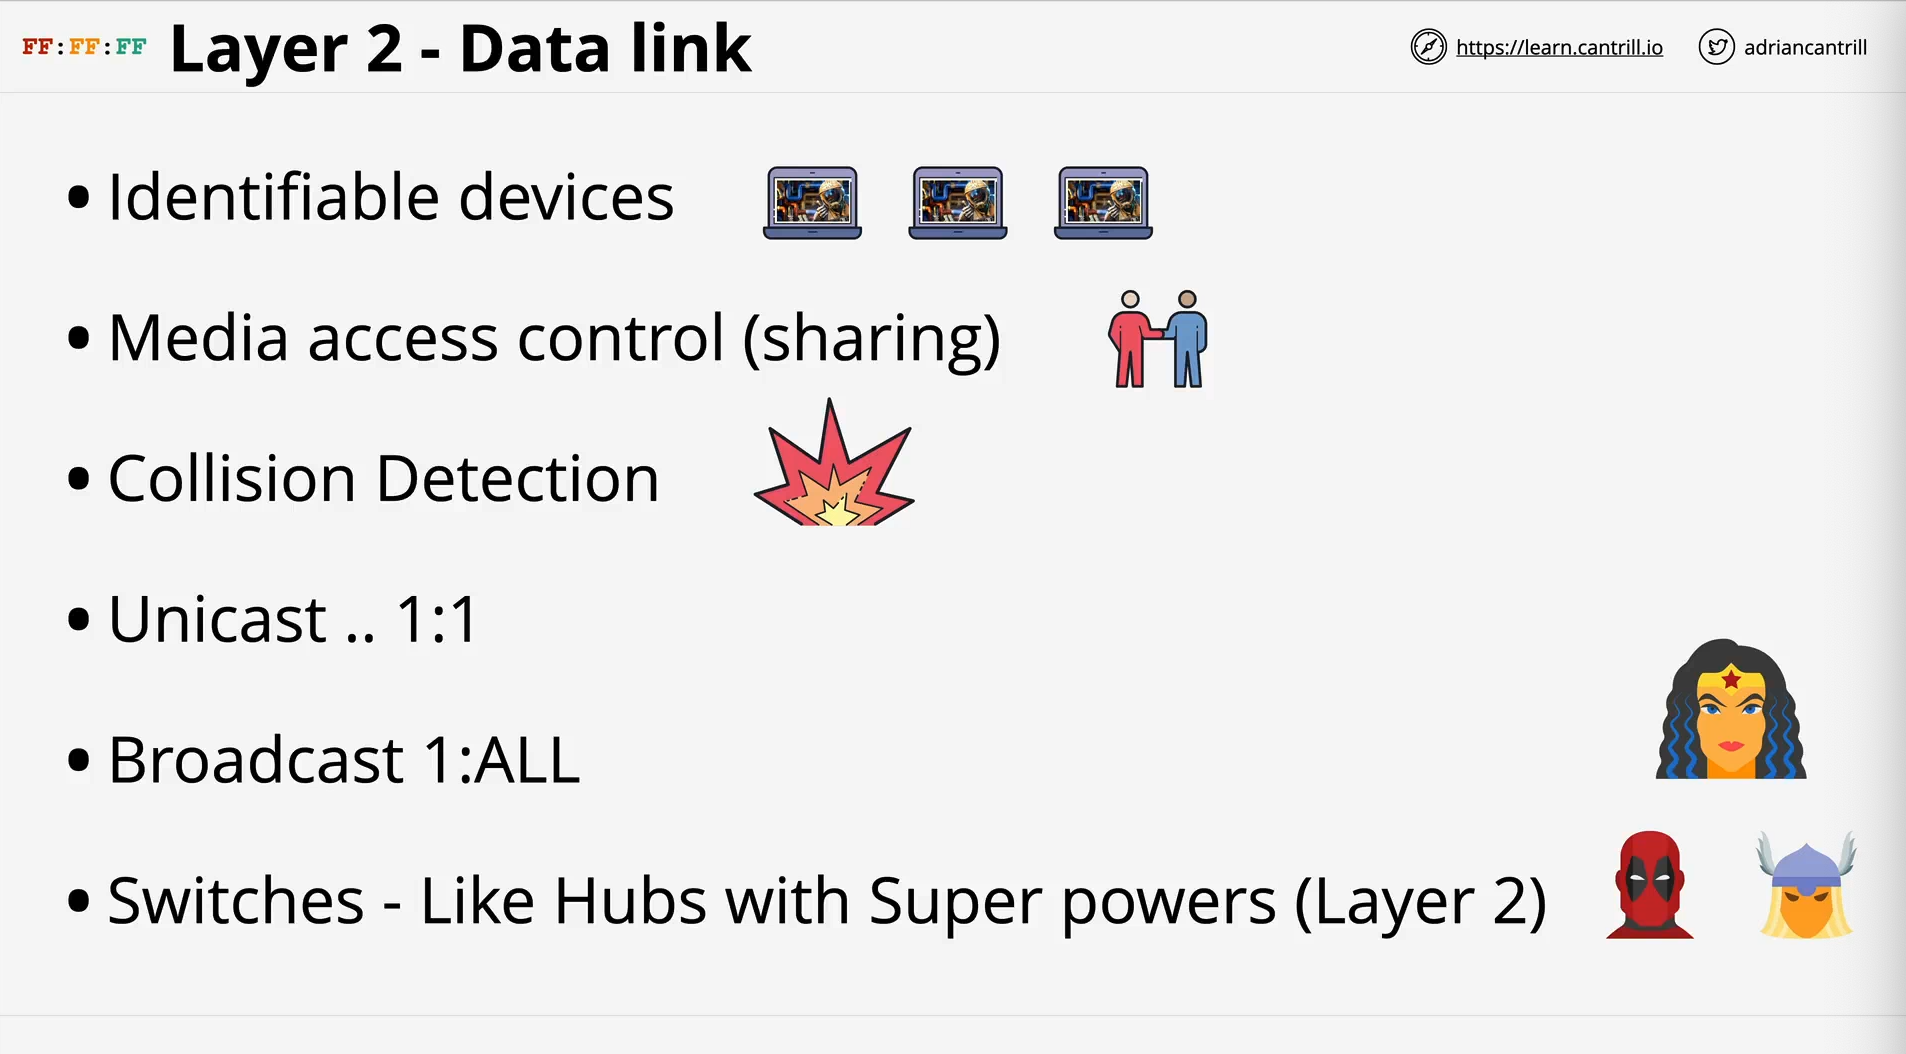 FF:FF:FF Layer 2 - Data link
https://learn.cantrill.io
adriancantrill
• Identifiable devices
• Media access control (sharing)
• Collision Detection
• Unicast .. 1:1
• Broadcast 1:ALL
• Switches - Like Hubs with Super powers (Layer 2)